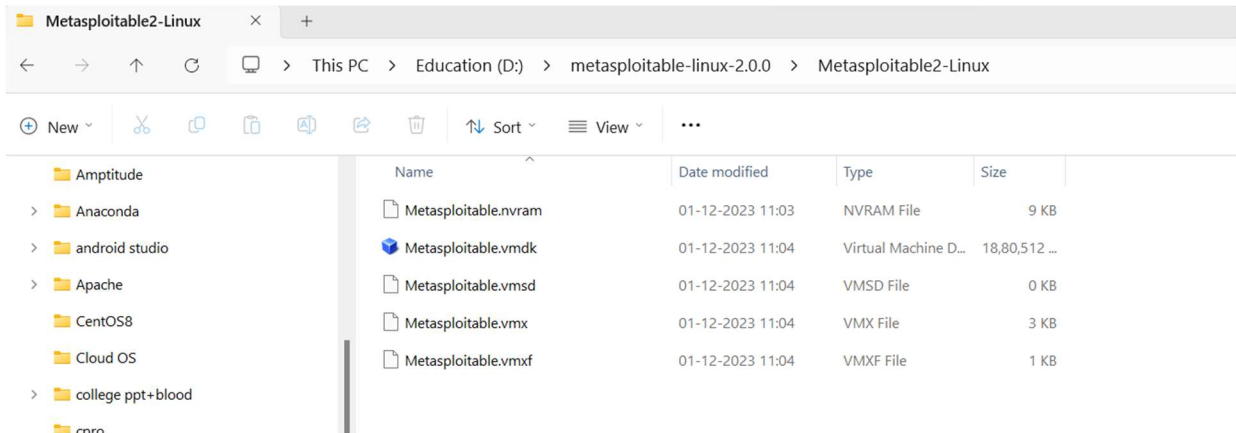 Metasploitable2-Linux
This PC > Education (D:) > metasploitable-linux-2.0.0 > Metasploitable2-Linux
New Sort View ...
Name Date modified Type Size
Amptitude
Anaconda
android studio
Apache
CentOS8
Cloud OS
college ppt+blood
Metasploitable.nvram 01-12-2023 11:03 NVRAM File 9 KB
Metasploitable.vmdk 01-12-2023 11:04 Virtual Machine D... 18,80,512 ...
Metasploitable.vmsd 01-12-2023 11:04 VMSD File 0 KB
Metasploitable.vmx 01-12-2023 11:04 VMX File 3 KB
Metasploitable.vmxf 01-12-2023 11:04 VMXF File 1 KB